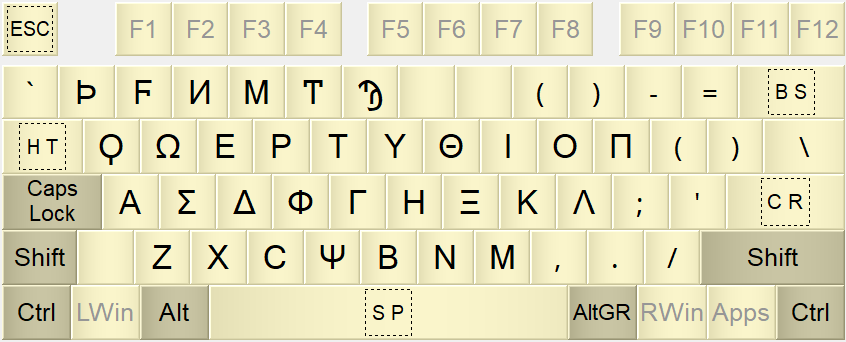 ESC F1 F2 F3 F4 F5 F6 F7 F8 F9 F10 F11 F12
` Ϸ Ϝ Ͷ Ϻ Ͳ Ϡ ( ) - = BS
HT Ϙ Ω Ε Ρ Τ Υ Θ Ι Ο Π ( ) \
Caps Lock Α Σ Δ Φ Γ Η Ξ Κ Λ ; ' CR
Shift Ζ Χ Ϲ Ψ Β Ν Μ , . / Shift
Ctrl LWin Alt SP AltGR RWin Apps Ctrl